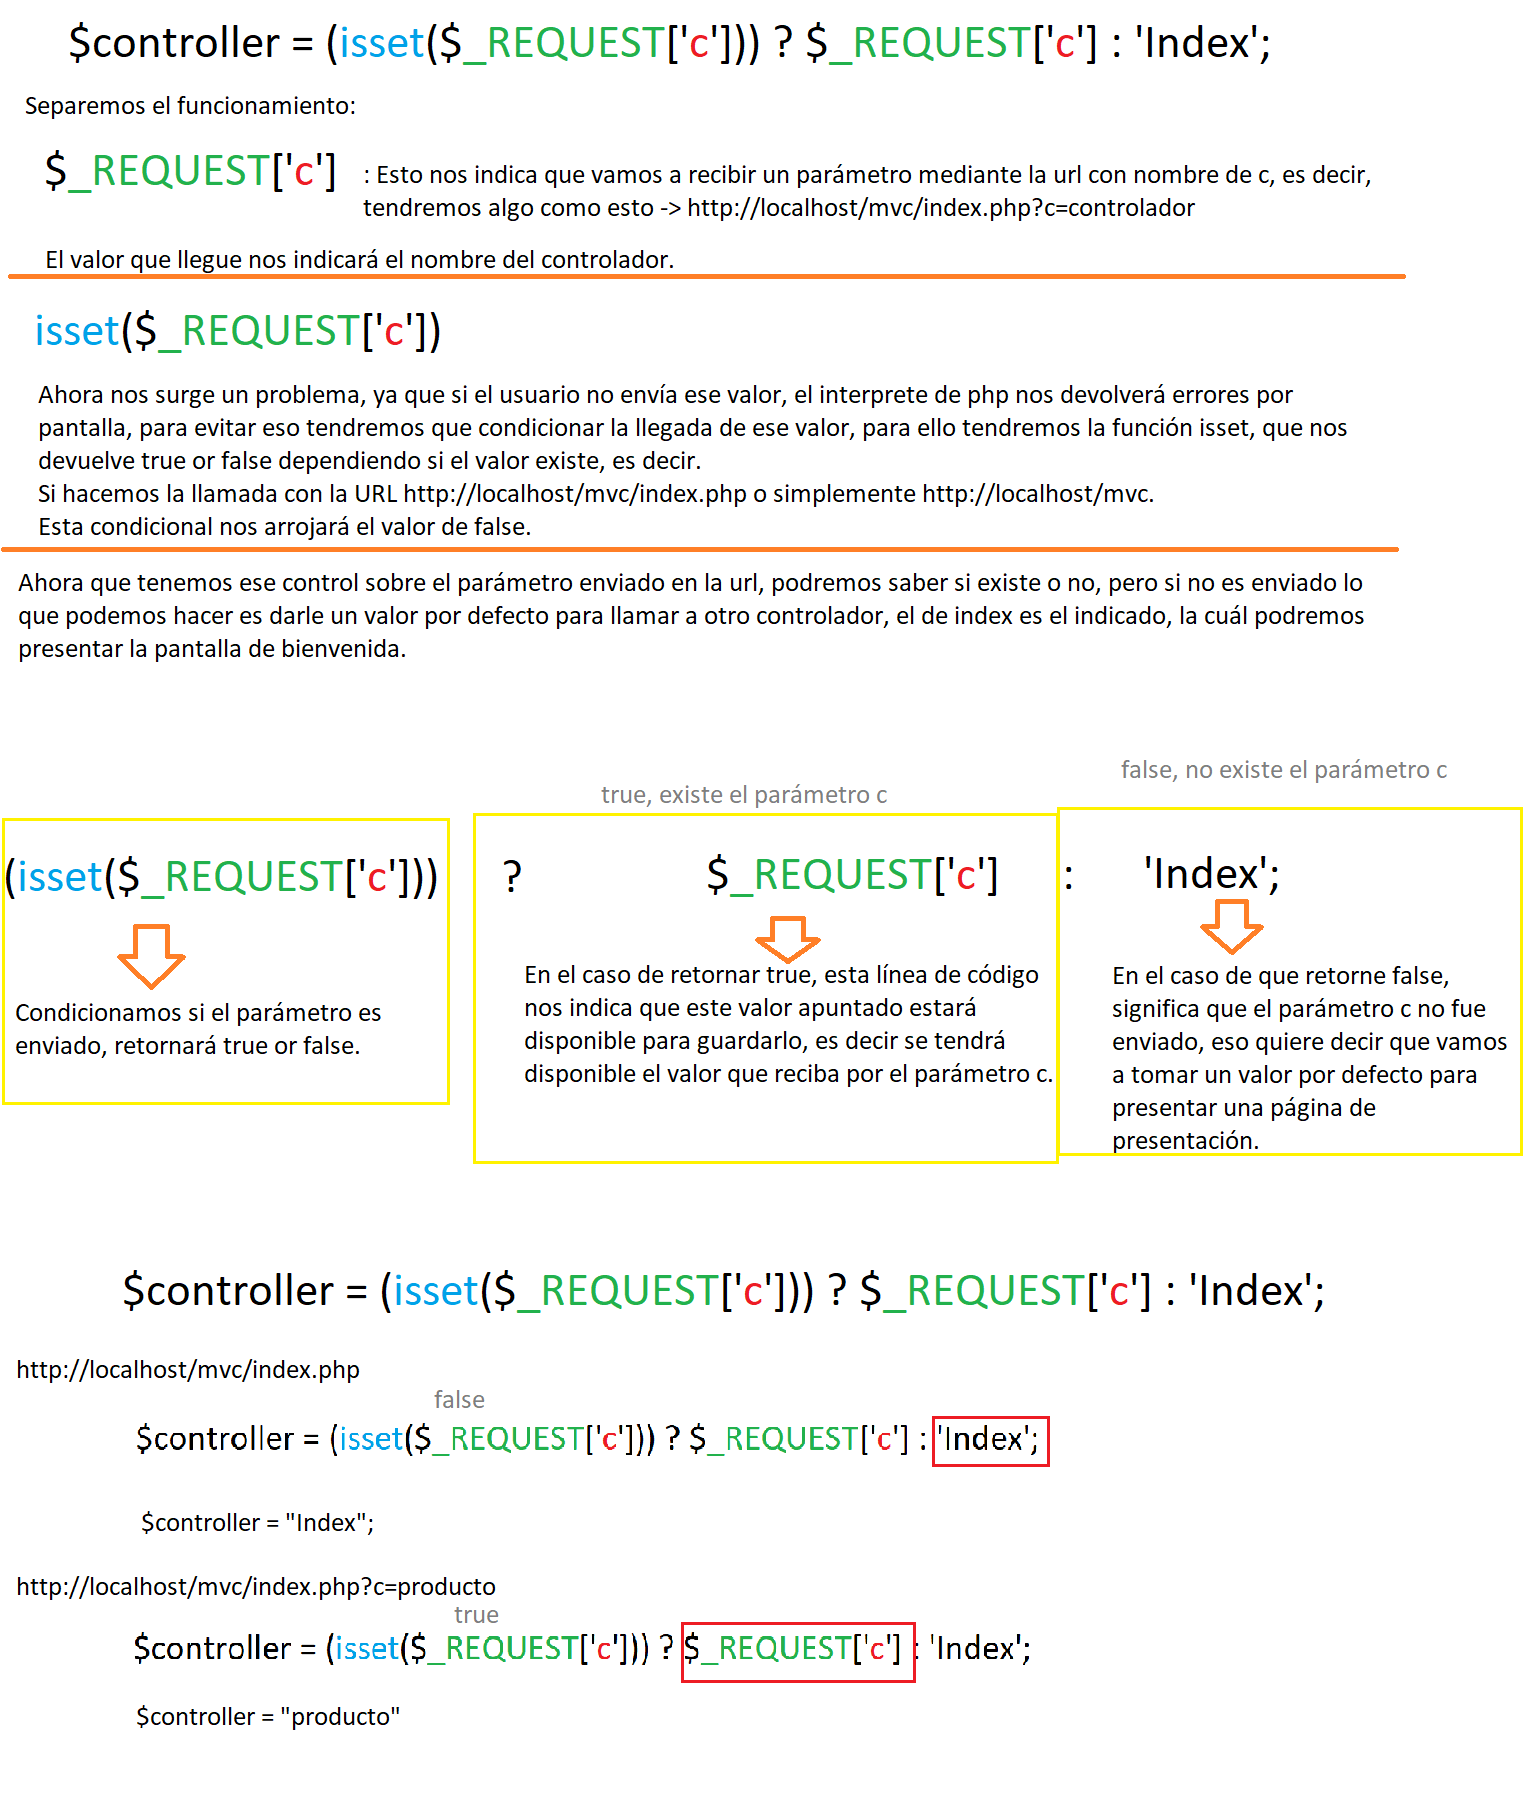 $controller = (isset($_REQUEST['c'])) ? $_REQUEST['c'] : 'Index';
Separemos el funcionamiento:
$_REQUEST['c'] : Esto nos indica que vamos a recibir un parámetro mediante la url con nombre de c, es decir,
tendremos algo como esto -> http://localhost/mvc/index.php?c=controlador
El valor que llegue nos indicará el nombre del controlador.
isset($_REQUEST['c'])
Ahora nos surge un problema, ya que si el usuario no envía ese valor, el interprete de php nos devolverá errores por
pantalla, para evitar eso tendremos que condicionar la llegada de ese valor, para ello tendremos la función isset, que nos
devuelve true or false dependiendo si el valor existe, es decir.
Si hacemos la llamada con la URL http://localhost/mvc/index.php o simplemente http://localhost/mvc.
Esta condicional nos arrojará el valor de false.
Ahora que tenemos ese control sobre el parámetro enviado en la url, podremos saber si existe o no, pero si no es enviado lo
que podemos hacer es darle un valor por defecto para llamar a otro controlador, el de index es el indicado, la cuál podremos
presentar la pantalla de bienvenida.
(isset($_REQUEST['c']))
Condicionamos si el parámetro es
enviado, retornará true or false.
true, existe el parámetro c
? $_REQUEST['c']
En el caso de retornar true, esta línea de código
nos indica que este valor apuntado estará
disponible para guardarlo, es decir se tendrá
disponible el valor que reciba por el parámetro c.
false, no existe el parámetro c
: 'Index';
En el caso de que retorne false,
significa que el parámetro c no fue
enviado, eso quiere decir que vamos
a tomar un valor por defecto para
presentar una página de
presentación.
$controller = (isset($_REQUEST['c'])) ? $_REQUEST['c'] : 'Index';
http://localhost/mvc/index.php
false
$controller = (isset($_REQUEST['c'])) ? $_REQUEST['c'] : 'Index';
$controller = "Index";
http://localhost/mvc/index.php?c=producto
true
$controller = (isset($_REQUEST['c'])) ? $_REQUEST['c'] : 'Index';
$controller = "producto"